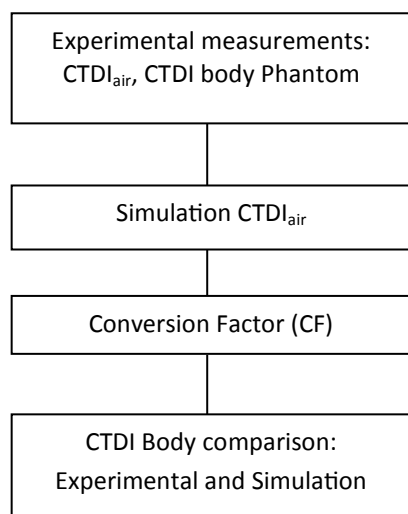 Experimental measurements:
CTDIair, CTDI body Phantom
Simulation CTDIair
Conversion Factor (CF)
CTDI Body comparison:
Experimental and Simulation